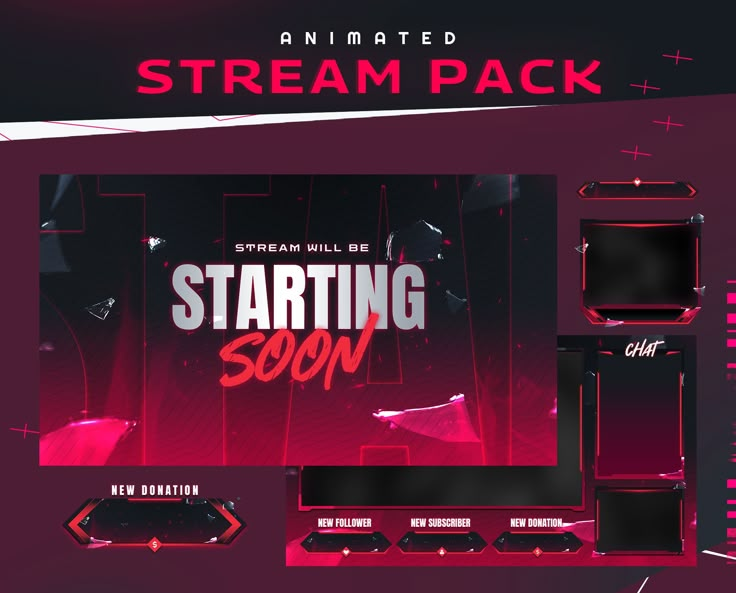 ANIMATED
STREAM PACK
STREAM WILL BE
STARTING
SOON
CHAT
NEW DONATION
NEW FOLLOWER
NEW SUBSCRIBER
NEW DONATION